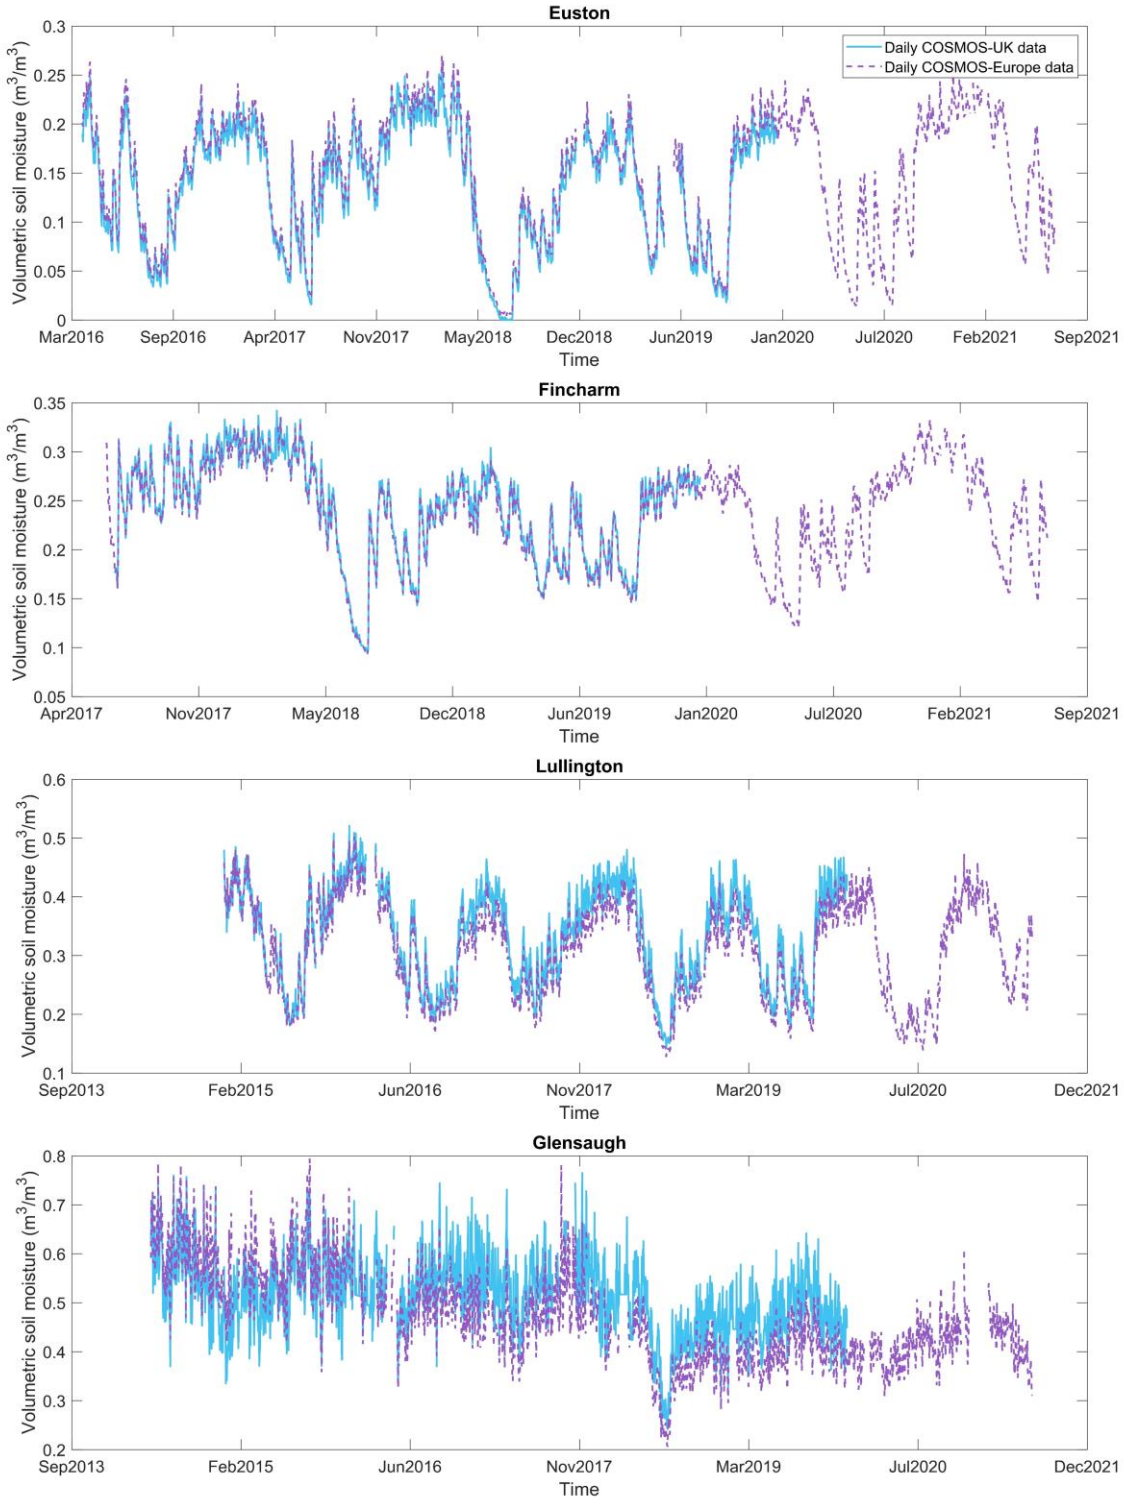 Euston
0.3
0.25
0.2
0.15
0.1
0.05
0
Volumetric soil moisture (m³/m³)
Daily COSMOS-UK data
Daily COSMOS-Europe data
Mar2016 Sep2016 Apr2017 Nov2017 May2018 Dec2018 Jun2019 Jan2020 Jul2020 Feb2021 Sep2021
Time
Fincharm
0.35
0.3
0.25
0.2
0.15
0.1
0.05
Volumetric soil moisture (m³/m³)
Apr2017 Nov2017 May2018 Dec2018 Jun2019 Jan2020 Jul2020 Feb2021 Sep2021
Time
Lullington
0.6
0.5
0.4
0.3
0.2
0.1
Volumetric soil moisture (m³/m³)
Sep2013 Feb2015 Jun2016 Nov2017 Mar2019 Jul2020 Dec2021
Time
Glensaugh
0.8
0.7
0.6
0.5
0.4
0.3
0.2
Volumetric soil moisture (m³/m³)
Sep2013 Feb2015 Jun2016 Nov2017 Mar2019 Jul2020 Dec2021
Time